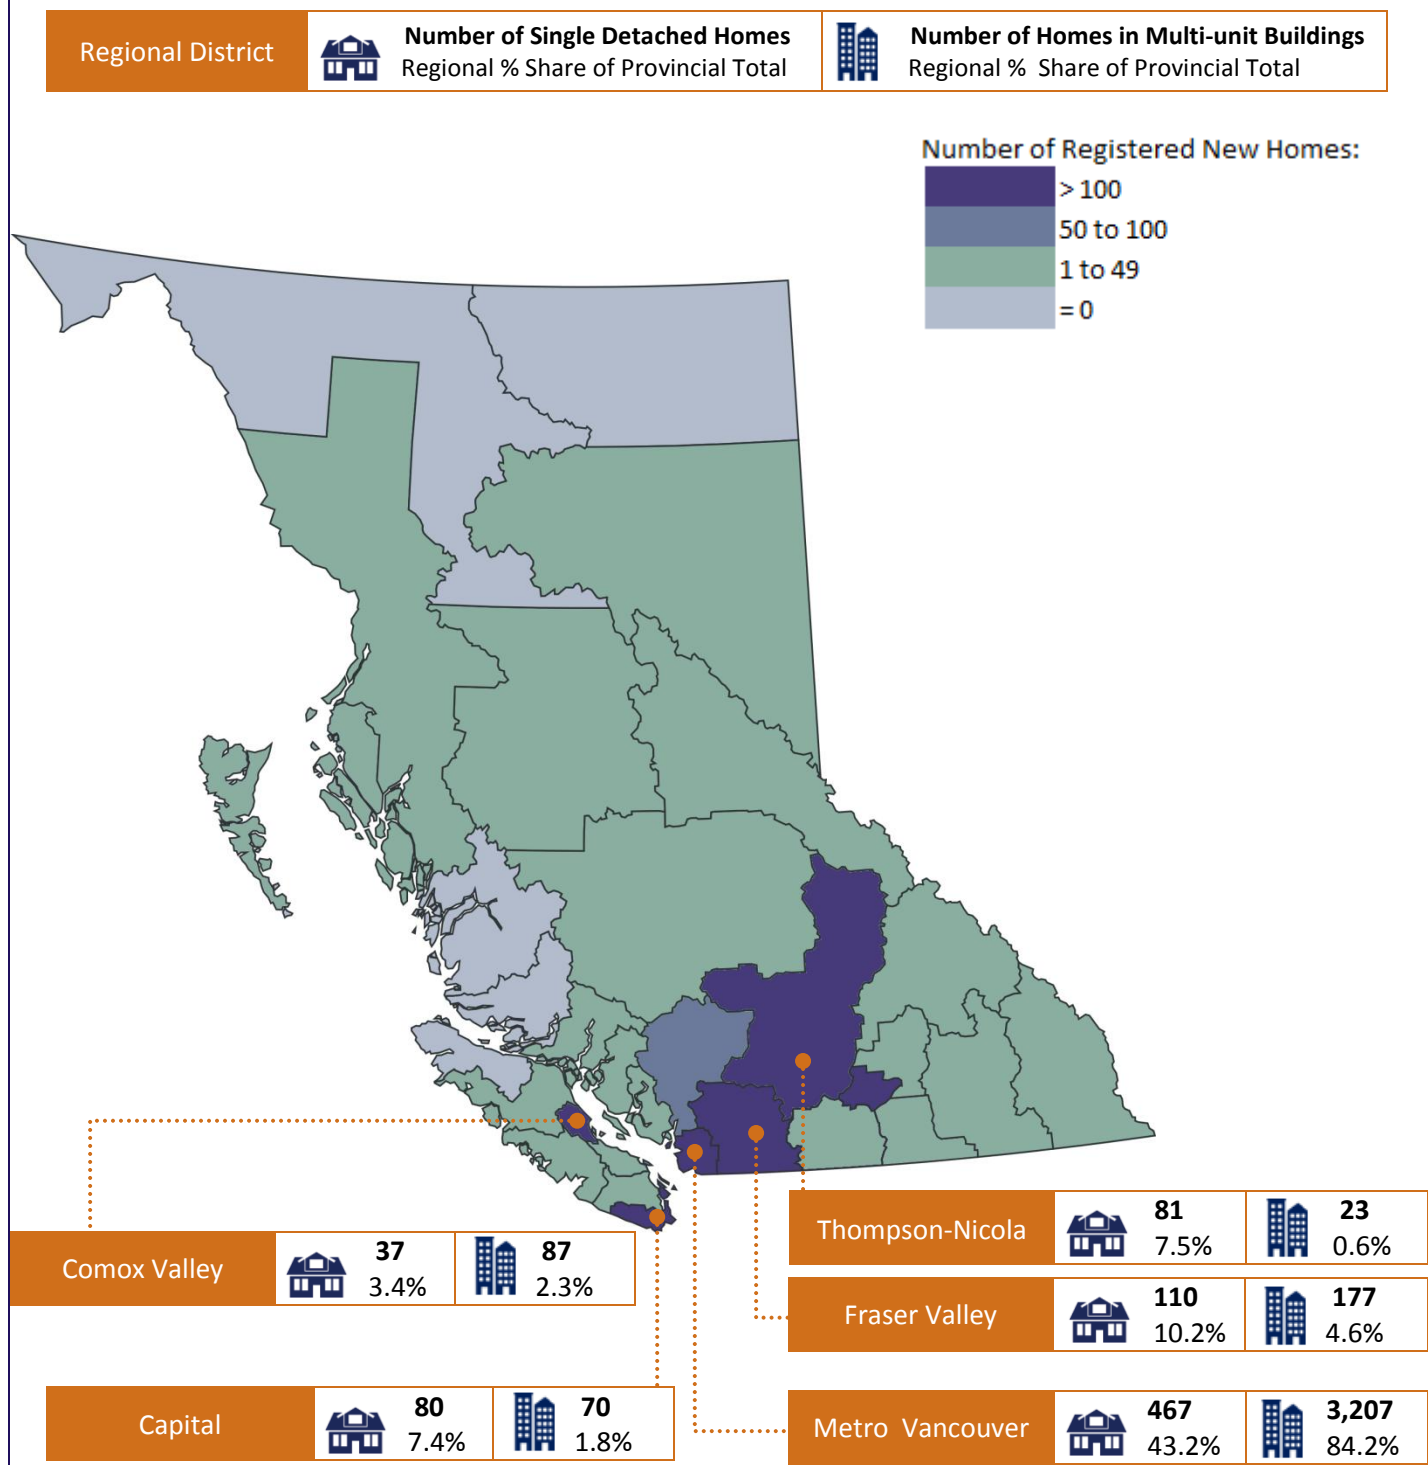 Regional District
Number of Single Detached Homes
Regional % Share of Provincial Total
Number of Homes in Multi-unit Buildings
Regional % Share of Provincial Total
Number of Registered New Homes:
> 100
50 to 100
1 to 49
= 0
Comox Valley
37
3.4%
87
2.3%
Thompson-Nicola
81
7.5%
23
0.6%
Fraser Valley
110
10.2%
177
4.6%
Capital
80
7.4%
70
1.8%
Metro Vancouver
467
43.2%
3,207
84.2%